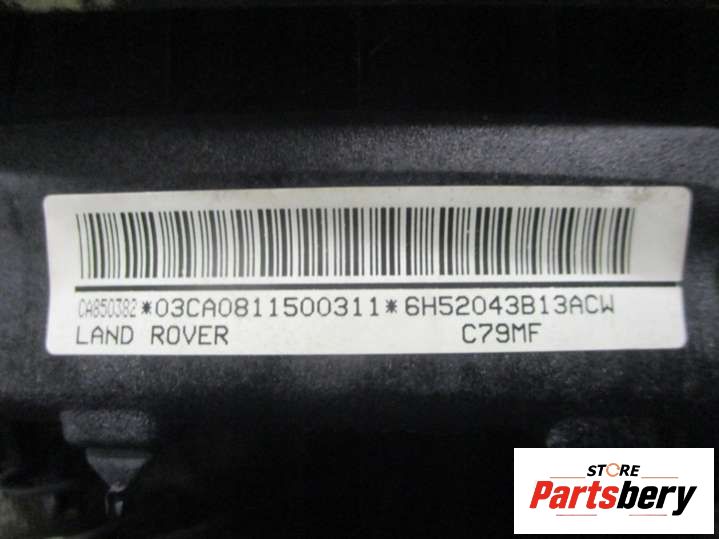 CA850382*03CA0811500311*6H52043B13ACW
LAND ROVER C79MF
STORE
Partsbery